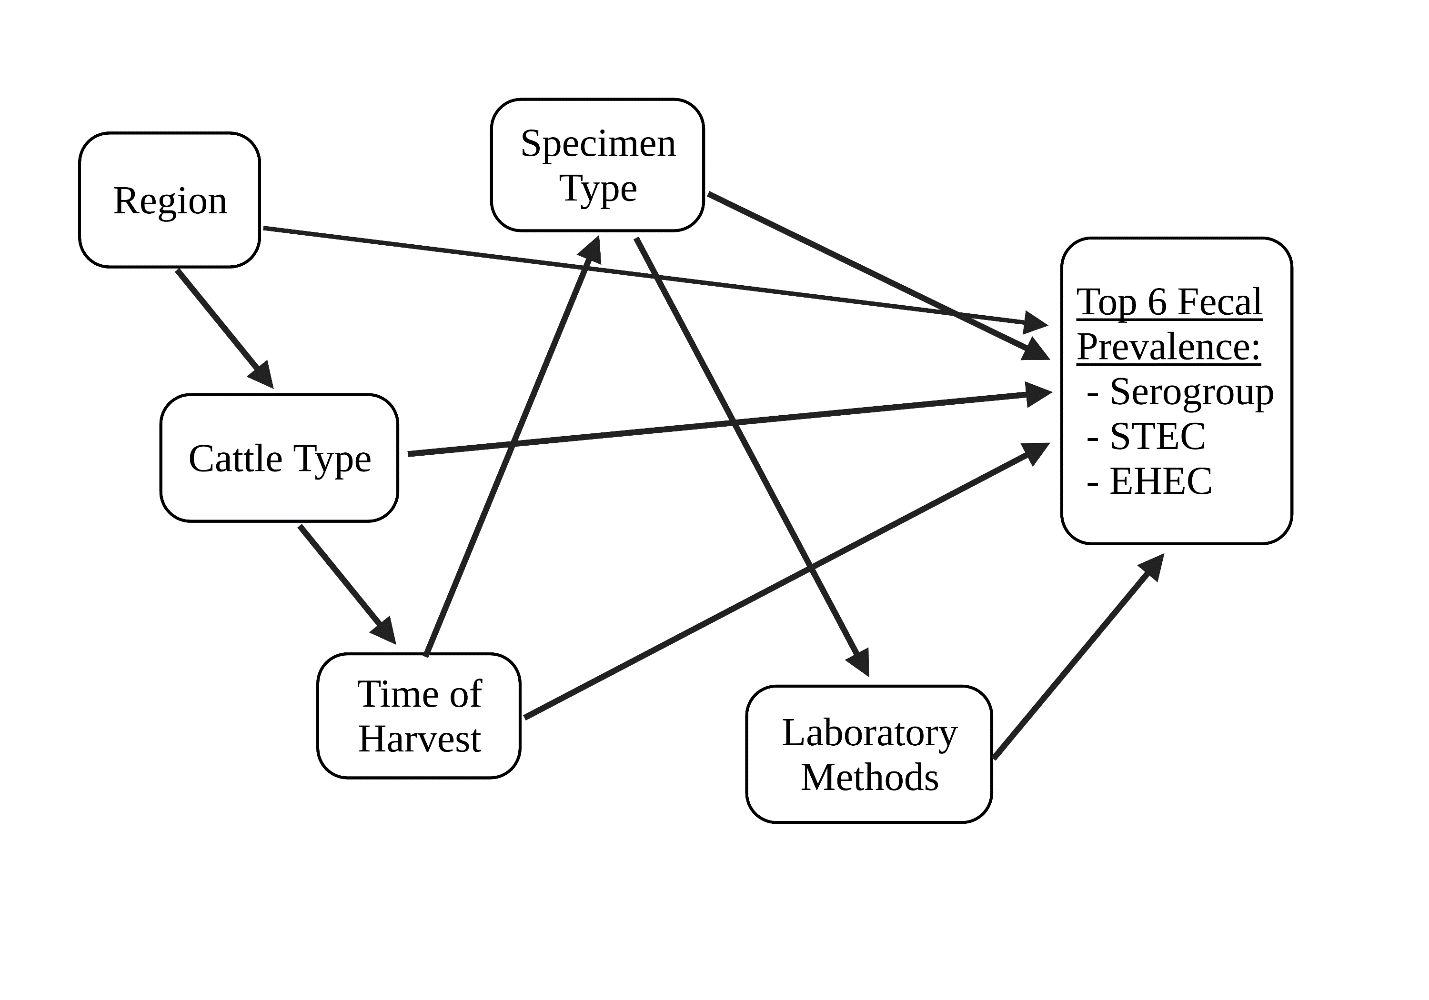 Region
Specimen
Type
Top 6 Fecal
Prevalence:
- Serogroup
- STEC
- EHEC
Cattle Type
Time of
Harvest
Laboratory
Methods